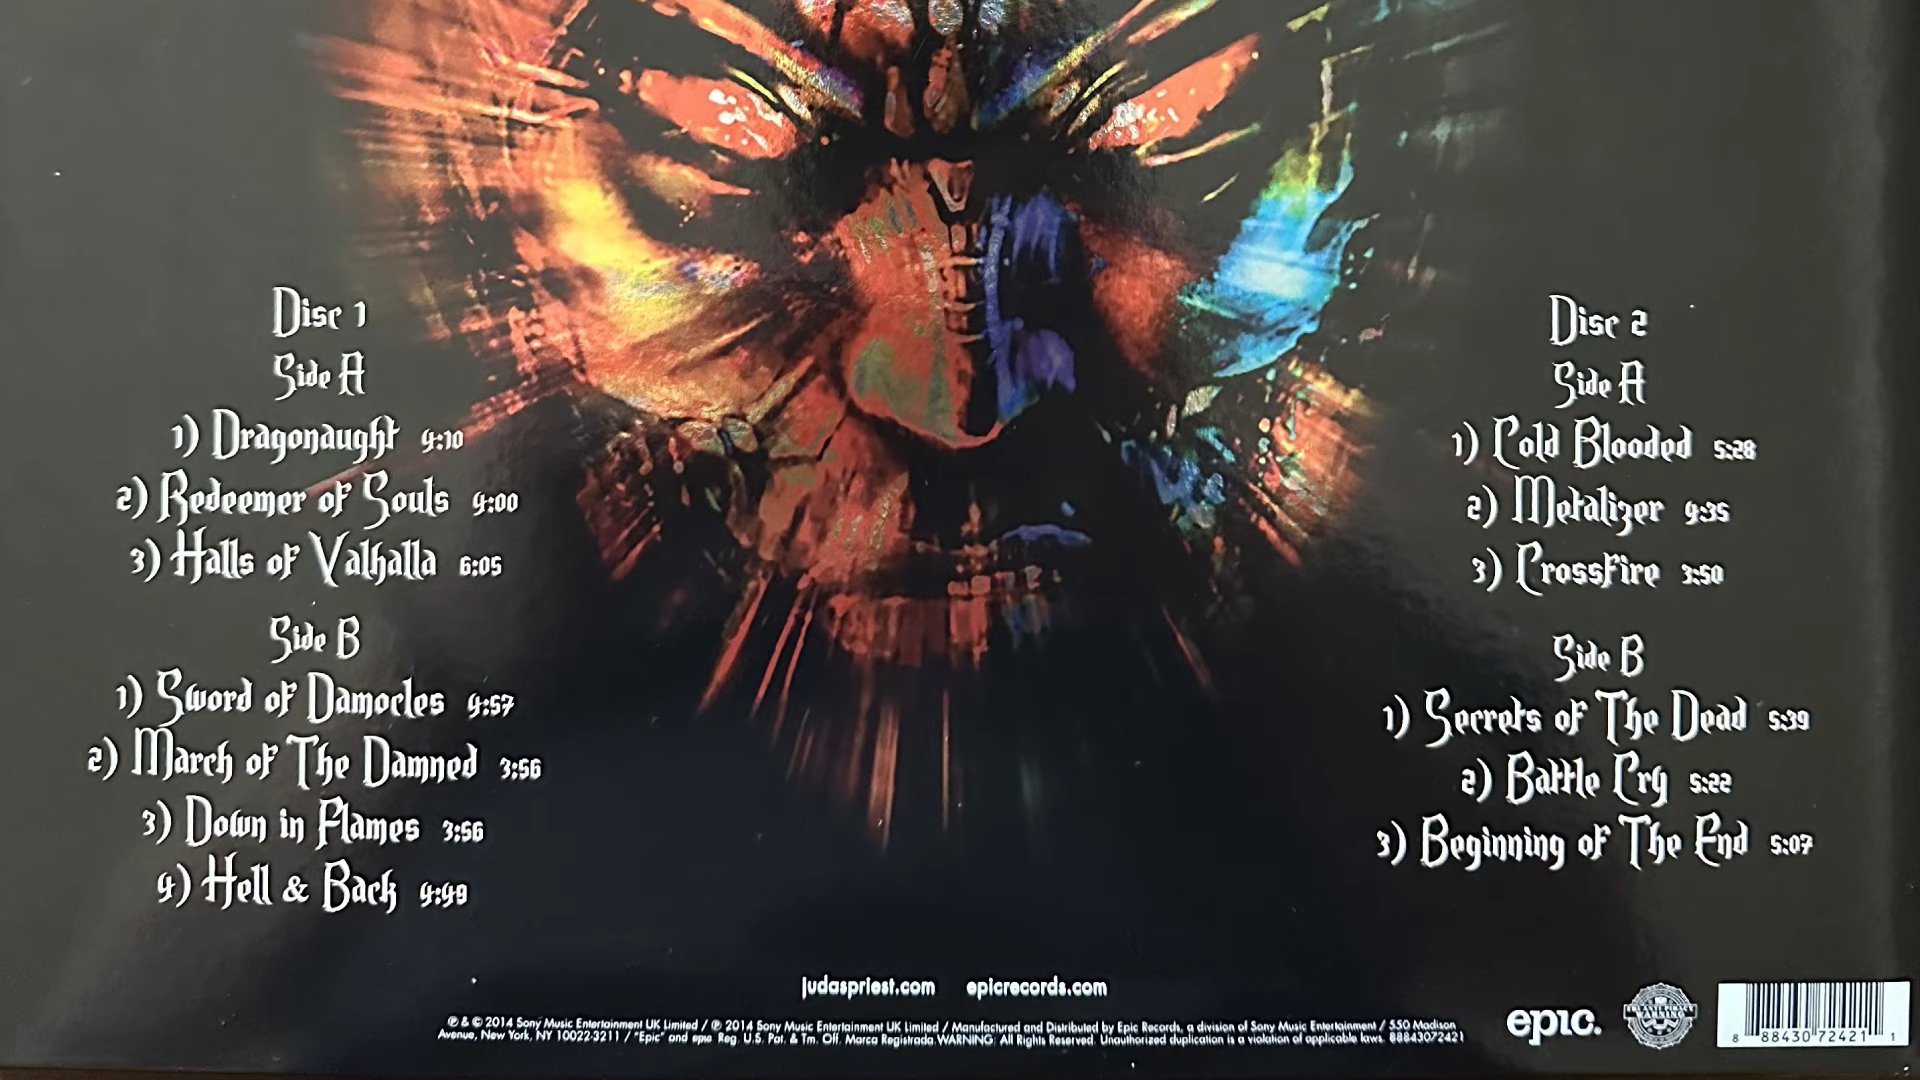 Disc 1
Side A
1) Dragonaught 4:10
2) Redeemer of Souls 4:00
3) Halls of Valhalla 6:05
Side B
1) Sword of Damocles 4:57
2) March of The Damned 3:56
3) Down in Flames 3:56
4) Hell & Back 4:49
Disc 2
Side A
1) Cold Blooded 5:28
2) Metalizer 4:35
3) Crossfire 3:50
Side B
1) Secrets of The Dead 5:39
2) Battle Cry 5:22
3) Beginning of The End 5:07
judaspriest.com epicrecords.com
℗ & © 2014 Sony Music Entertainment UK Limited / ℗ 2014 Sony Music Entertainment UK Limited / Manufactured and Distributed by Epic Records, a division of Sony Music Entertainment / 550 Madison
Avenue, New York, NY 10022-3211 / "Epic" and epic Reg. U.S. Pat. & Tm. Off. Marca Registrada. WARNING: All Rights Reserved. Unauthorized duplication is a violation of applicable laws. 88843072421
epic.
FBI ANTI-PIRACY
WARNING
8 88430 72421 1